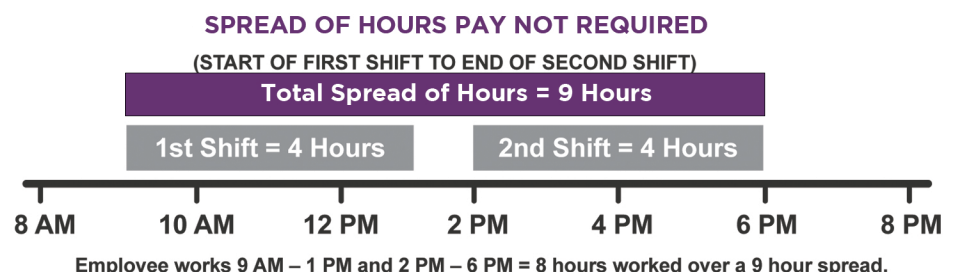 SPREAD OF HOURS PAY NOT REQUIRED
(START OF FIRST SHIFT TO END OF SECOND SHIFT)
Total Spread of Hours = 9 Hours
1st Shift = 4 Hours 2nd Shift = 4 Hours
8 AM 10 AM 12 PM 2 PM 4 PM 6 PM 8 PM
Employee works 9 AM – 1 PM and 2 PM – 6 PM = 8 hours worked over a 9 hour spread.